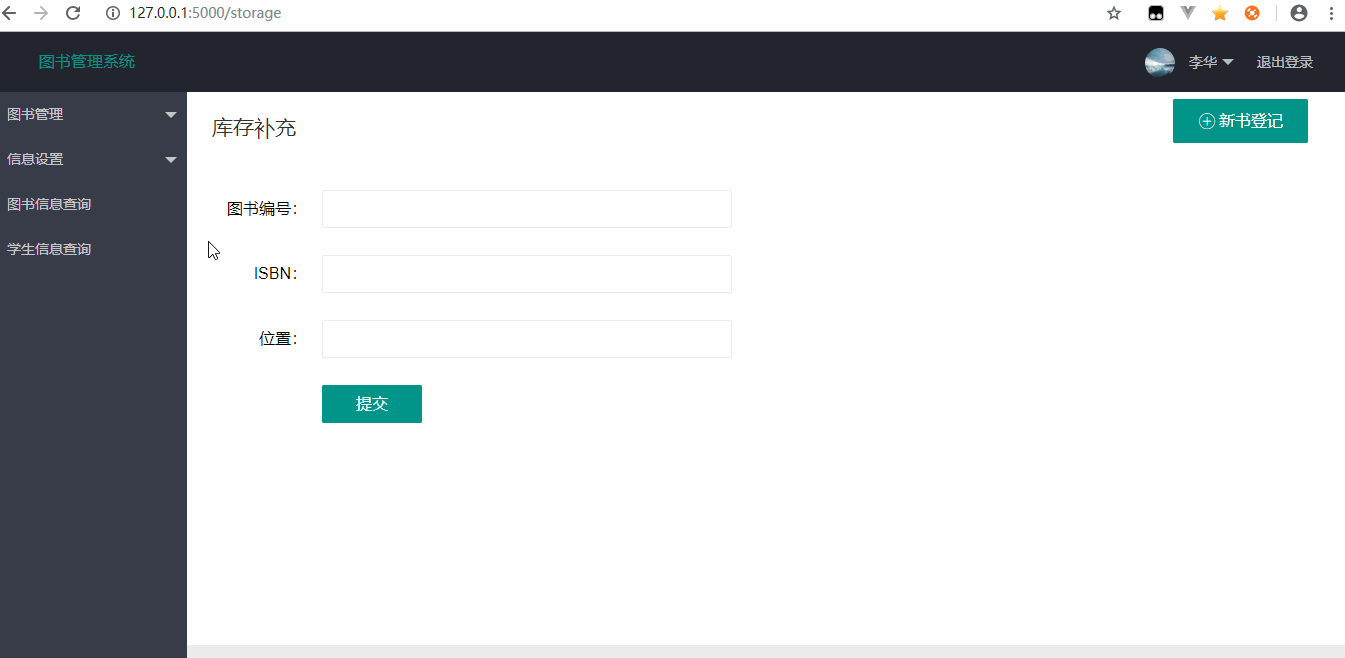 127.0.0.1:5000/storage
图书管理系统
李华
退出登录
图书管理
信息设置
图书信息查询
学生信息查询
库存补充
新书登记
图书编号：
ISBN：
位置：
提交